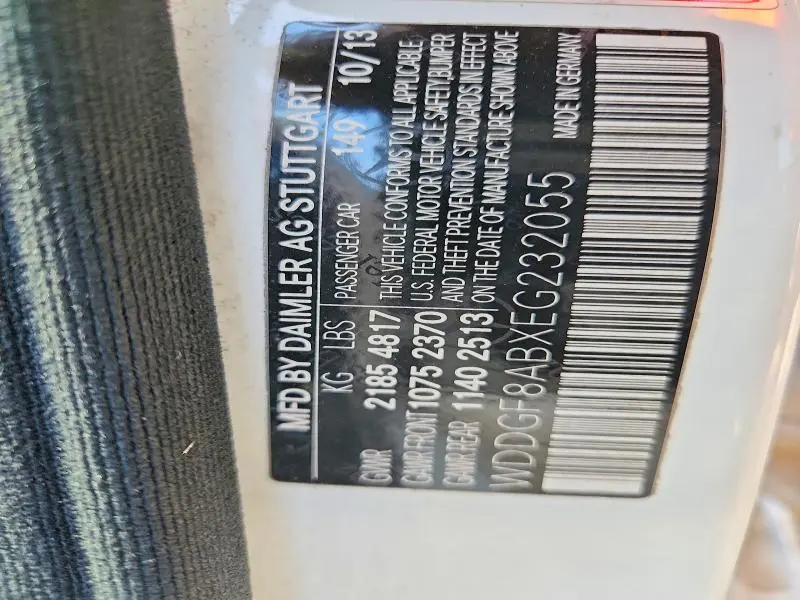 MFD BY DAIMLER AG STUTTGART 149 10/13
KG LBS PASSENGER CAR
GVWR 2185 4817 THIS VEHICLE CONFORMS TO ALL APPLICABLE
GAWR FRONT 1075 2370 U.S. FEDERAL MOTOR VEHICLE SAFETY, BUMPER
GAWR REAR 1140 2513 AND THEFT PREVENTION STANDARDS IN EFFECT
ON THE DATE OF MANUFACTURE SHOWN ABOVE
WDDGF8ABXEG232055 MADE IN GERMANY